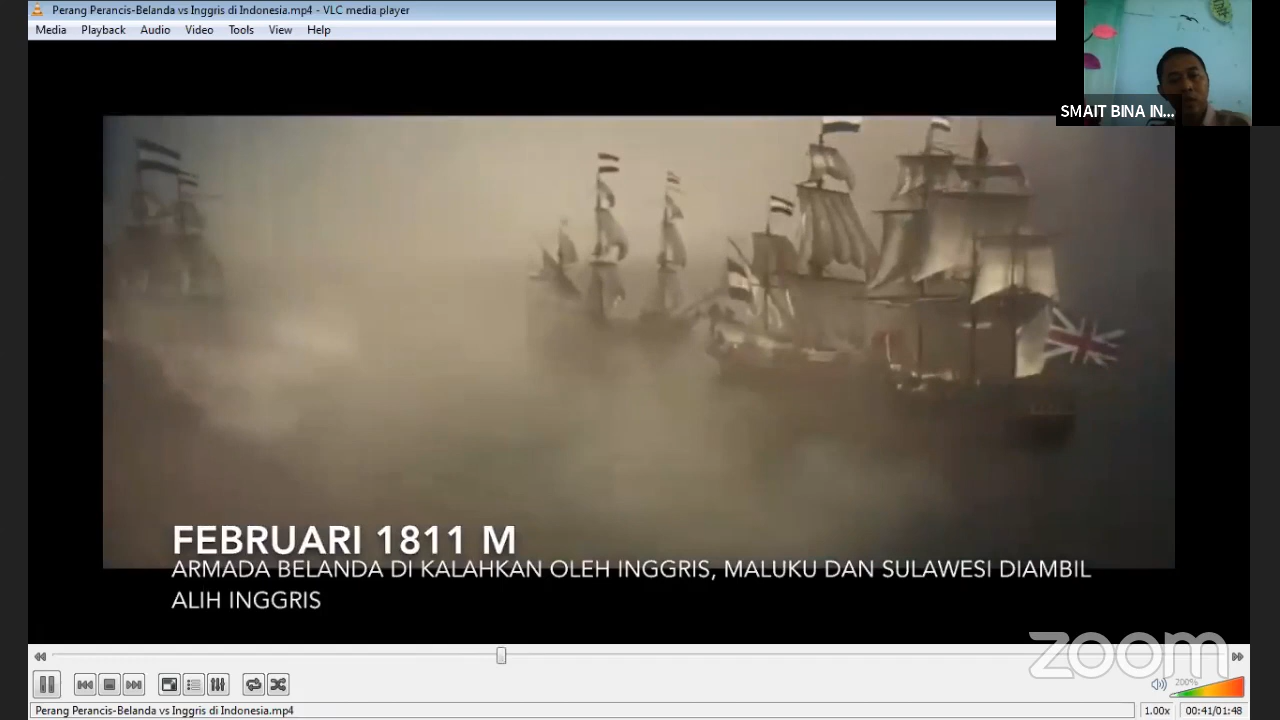 Perang Perancis-Belanda vs Inggris di Indonesia.mp4 - VLC media player
Media Playback Audio Video Tools View Help
SMAIT BINA IN...
FEBRUARI 1811 M
ARMADA BELANDA DI KALAHKAN OLEH INGGRIS, MALUKU DAN SULAWESI DIAMBIL
ALIH INGGRIS
zoom
200%
Perang Perancis-Belanda vs Inggris di Indonesia.mp4
1.00x 00:41/01:48